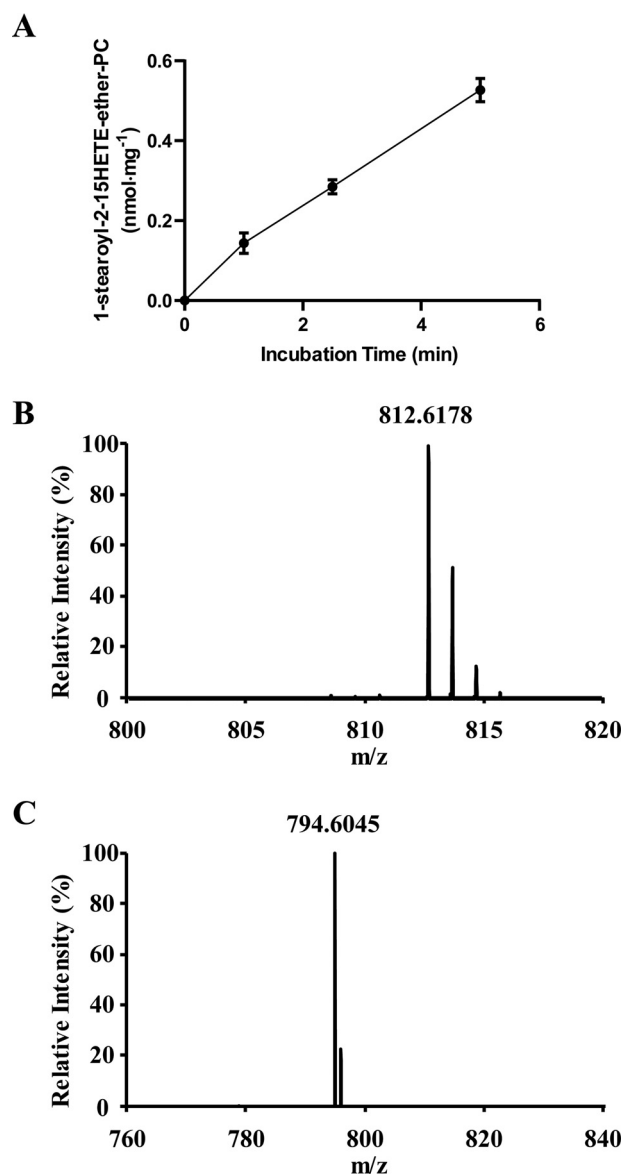 A
1-stearoyl-2-15HETE-ether-PC
(nmol·mg⁻¹)
0.6
0.4
0.2
0.0
0 2 4 6
Incubation Time (min)
B
812.6178
Relative Intensity (%)
100
80
60
40
20
0
800 805 810 815 820
m/z
C
794.6045
Relative Intensity (%)
100
80
60
40
20
0
760 780 800 820 840
m/z